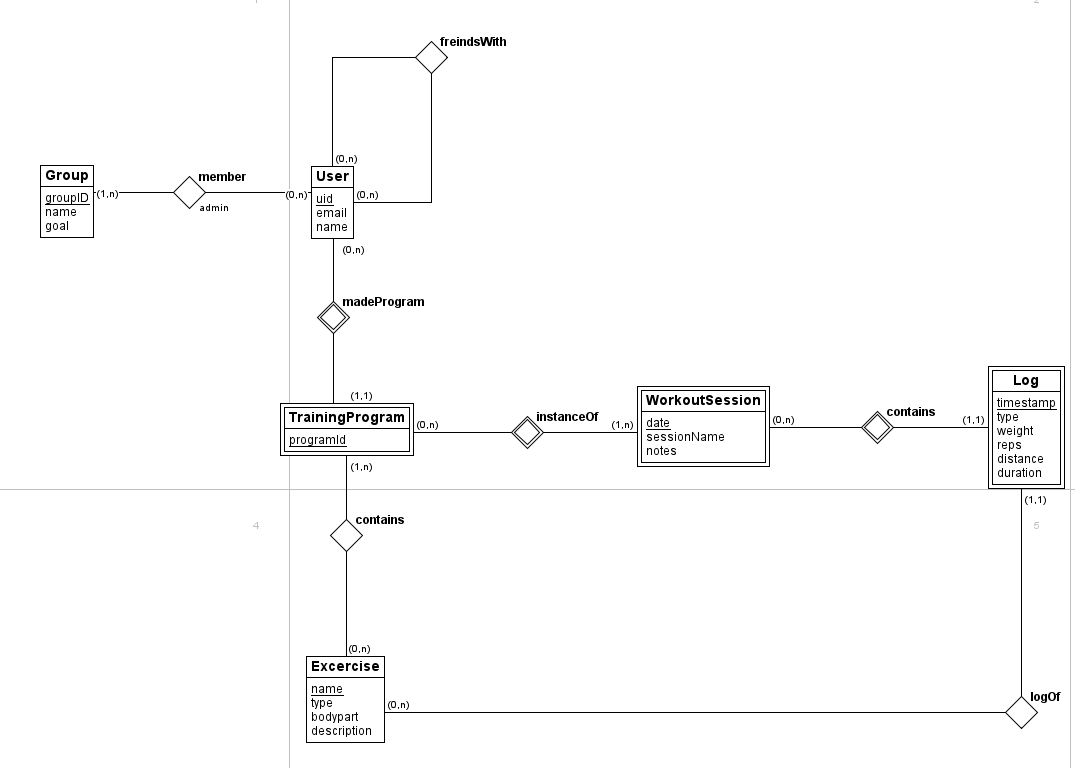 1
2
freindsWith
(0,n)
Group
groupID
name
goal
(1,n)
member
admin
(0,n)
User
uid
email
name
(0,n)
(0,n)
madeProgram
(1,1)
TrainingProgram
programId
(0,n)
instanceOf
(1,n)
WorkoutSession
date
sessionName
notes
(0,n)
contains
(1,1)
Log
timestamp
type
weight
reps
distance
duration
(1,n)
(1,1)
4
contains
(0,n)
Excercise
name
type
bodypart
description
(0,n)
logOf